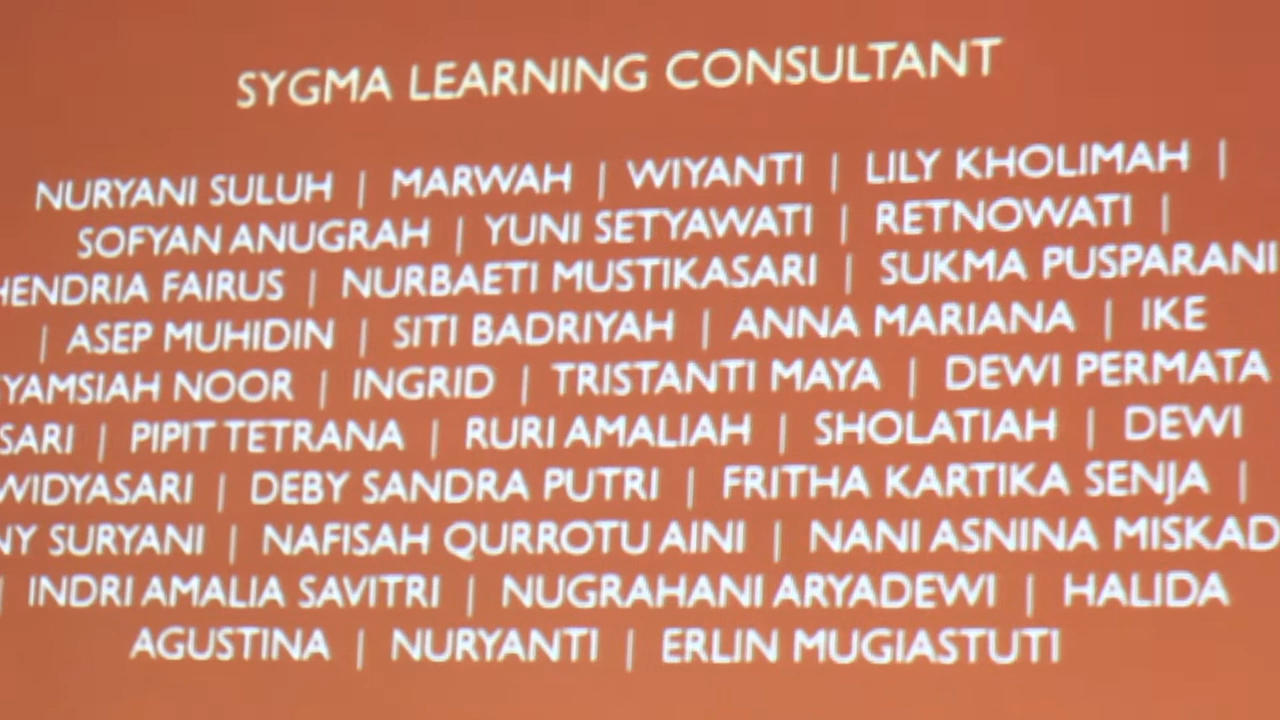 SYGMA LEARNING CONSULTANT
NURYANI SULUH | MARWAH | WIYANTI | LILY KHOLIMAH |
SOFYAN ANUGRAH | YUNI SETYAWATI | RETNOWATI |
HENDRIA FAIRUS | NURBAETI MUSTIKASARI | SUKMA PUSPARANI
| ASEP MUHIDIN | SITI BADRIYAH | ANNA MARIANA | IKE
YAMSIAH NOOR | INGRID | TRISTANTI MAYA | DEWI PERMATA
SARI | PIPIT TETRANA | RURI AMALIAH | SHOLATIAH | DEWI
WIDYASARI | DEBY SANDRA PUTRI | FRITHA KARTIKA SENJA |
NY SURYANI | NAFISAH QURROTU AINI | NANI ASNINA MISKAD
| INDRI AMALIA SAVITRI | NUGRAHANI ARYADEWI | HALIDA
AGUSTINA | NURYANTI | ERLIN MUGIASTUTI